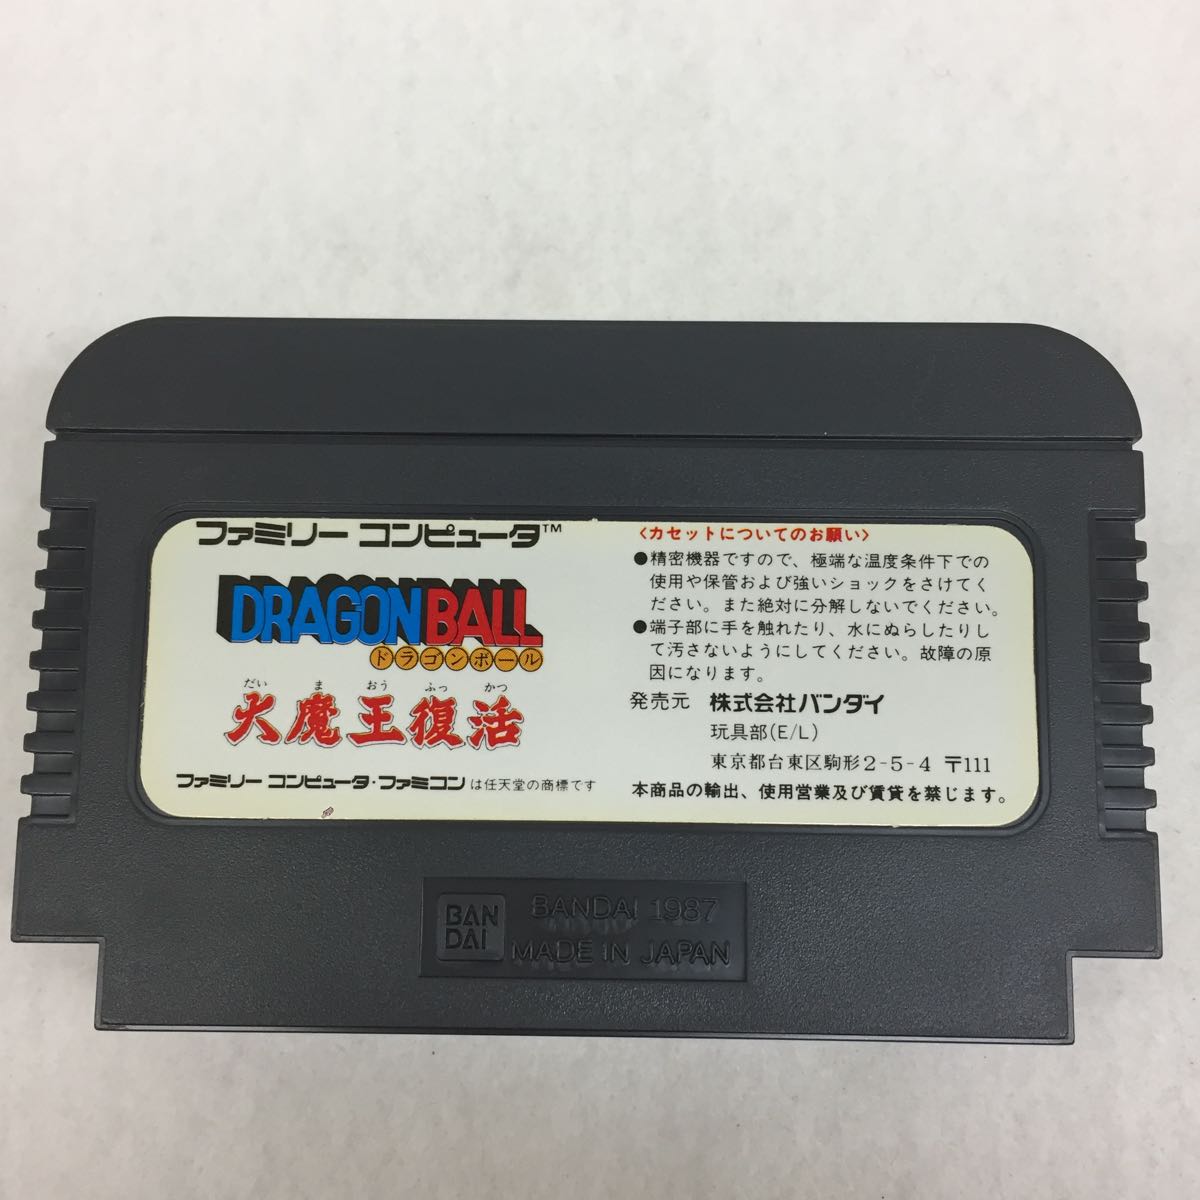 ファミリー コンピュータ™
DRAGON BALL
ドラゴンボール
だい ま おう ふっ かつ
大魔王復活
ファミリー コンピュータ・ファミコンは任天堂の商標です
〈カセットについてのお願い〉
●精密機器ですので、極端な温度条件下での
使用や保管および強いショックをさけてく
ださい。また絶対に分解しないでください。
●端子部に手を触れたり、水にぬらしたりし
て汚さないようにしてください。故障の原
因になります。
発売元 株式会社バンダイ
玩具部(E/L)
東京都台東区駒形2-5-4 〒111
本商品の輸出、使用営業及び賃貸を禁じます。
BAN
DAI
BANDAI 1987
MADE IN JAPAN